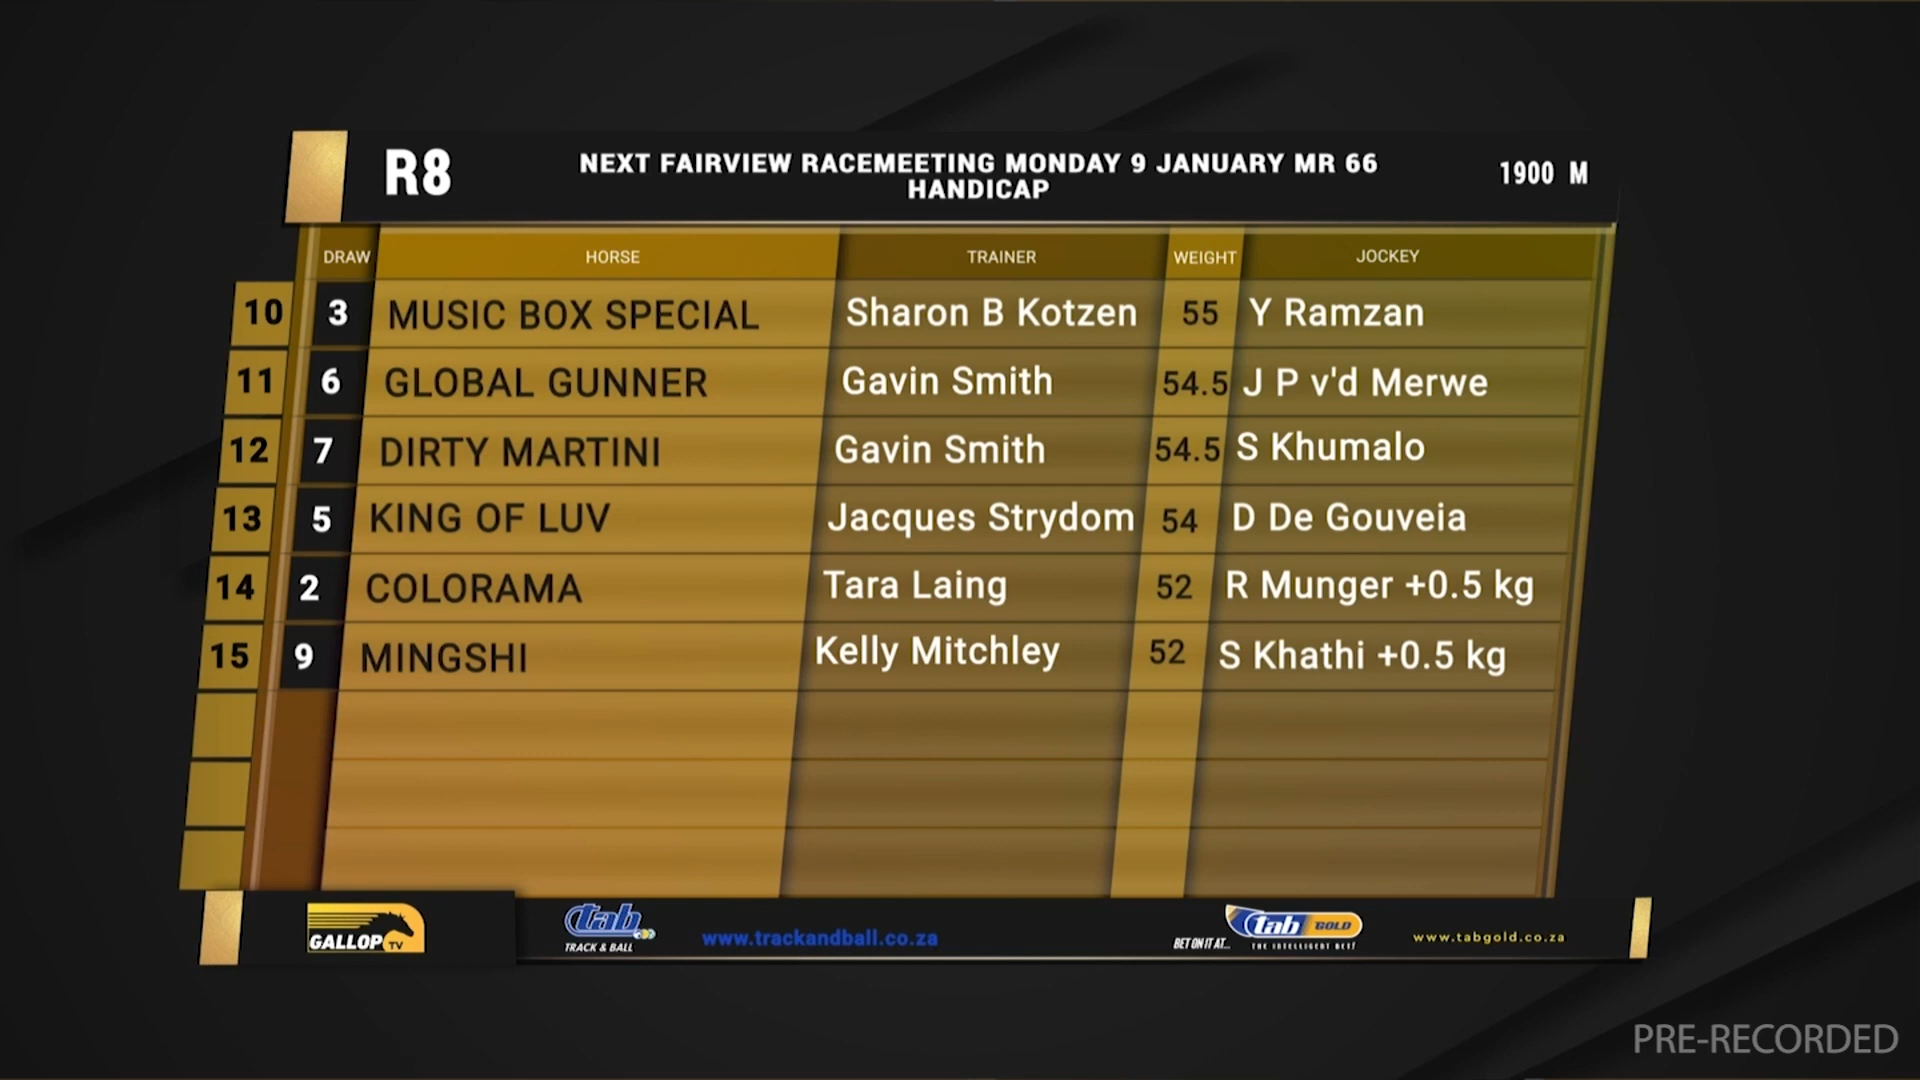 R8
NEXT FAIRVIEW RACEMEETING MONDAY 9 JANUARY MR 66
HANDICAP
1900 M
DRAW HORSE TRAINER WEIGHT JOCKEY
10 3 MUSIC BOX SPECIAL Sharon B Kotzen 55 Y Ramzan
11 6 GLOBAL GUNNER Gavin Smith 54.5 J P v'd Merwe
12 7 DIRTY MARTINI Gavin Smith 54.5 S Khumalo
13 5 KING OF LUV Jacques Strydom 54 D De Gouveia
14 2 COLORAMA Tara Laing 52 R Munger +0.5 kg
15 9 MINGSHI Kelly Mitchley 52 S Khathi +0.5 kg
GALLOP TV
tab
TRACK & BALL
www.trackandball.co.za
BET ON IT AT...
tab GOLD
THE INTELLIGENT BET!
www.tabgold.co.za
PRE-RECORDED